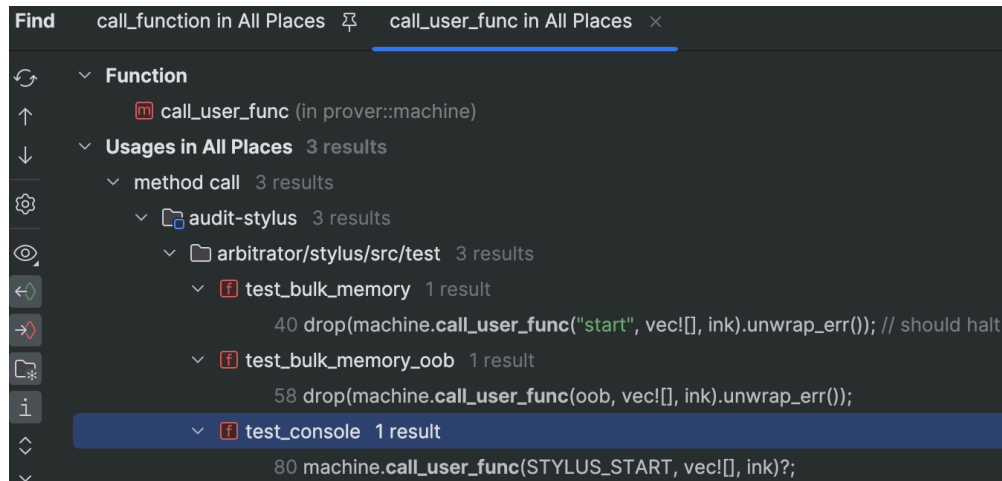 Find call_function in All Places call_user_func in All Places
Function
m call_user_func (in prover::machine)
Usages in All Places 3 results
method call 3 results
audit-stylus 3 results
arbitrator/stylus/src/test 3 results
f test_bulk_memory 1 result
40 drop(machine.call_user_func("start", vec![], ink).unwrap_err()); // should halt
f test_bulk_memory_oob 1 result
58 drop(machine.call_user_func(oob, vec![], ink).unwrap_err());
f test_console 1 result
80 machine.call_user_func(STYLUS_START, vec![], ink)?;